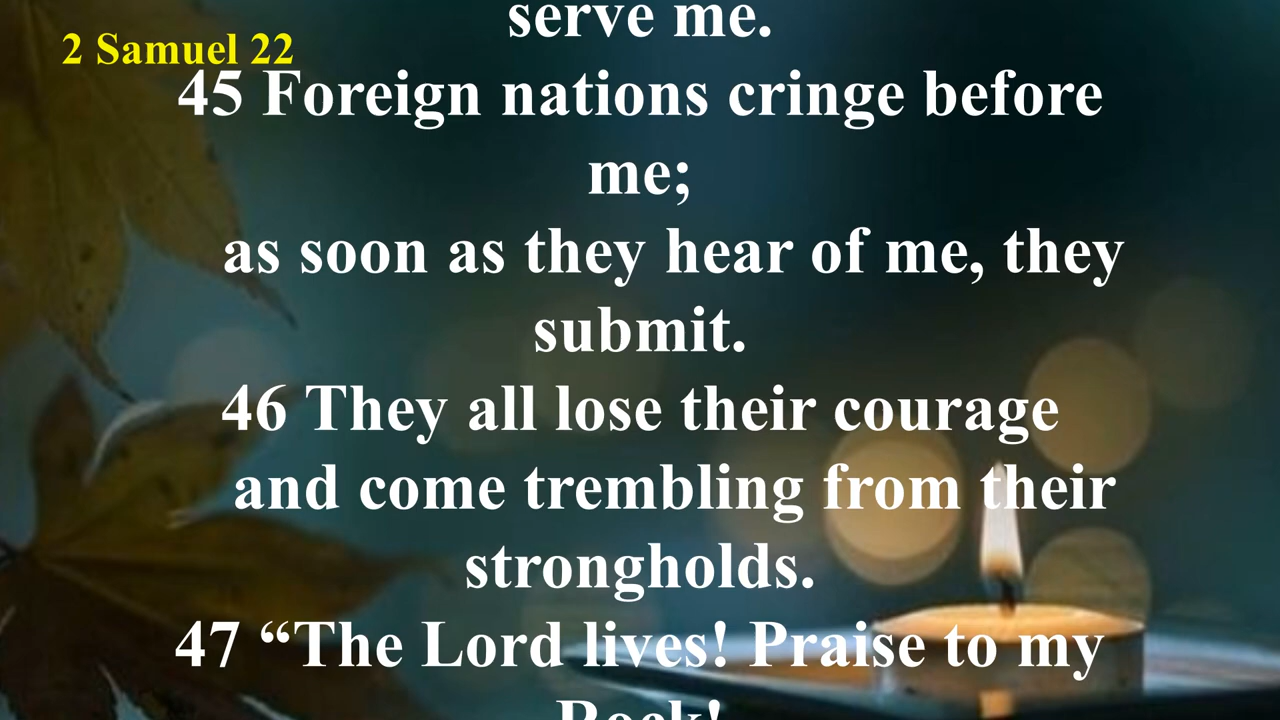 serve me.
2 Samuel 22
45 Foreign nations cringe before
me;
as soon as they hear of me, they
submit.
46 They all lose their courage
and come trembling from their
strongholds.
47 “The Lord lives! Praise to my
Rock!